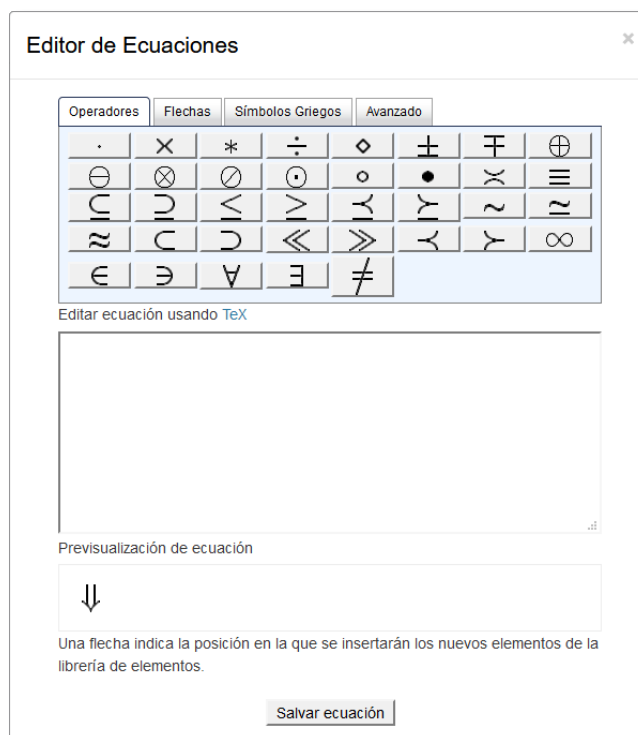 Editor de Ecuaciones ×
Operadores Flechas Símbolos Griegos Avanzado
· × * ÷ ⋄ ± ∓ ⊕
⊖ ⊗ ⊘ ⊙ ∘ • ≍ ≡
⊆ ⊇ ≤ ≥ ⪯ ⪰ ∼ ≃
≈ ⊂ ⊃ ≪ ≫ ≺ ≻ ∞
∈ ∋ ∀ ∃ ≠
Editar ecuación usando TeX
Previsualización de ecuación
⇓
Una flecha indica la posición en la que se insertarán los nuevos elementos de la
librería de elementos.
Salvar ecuación